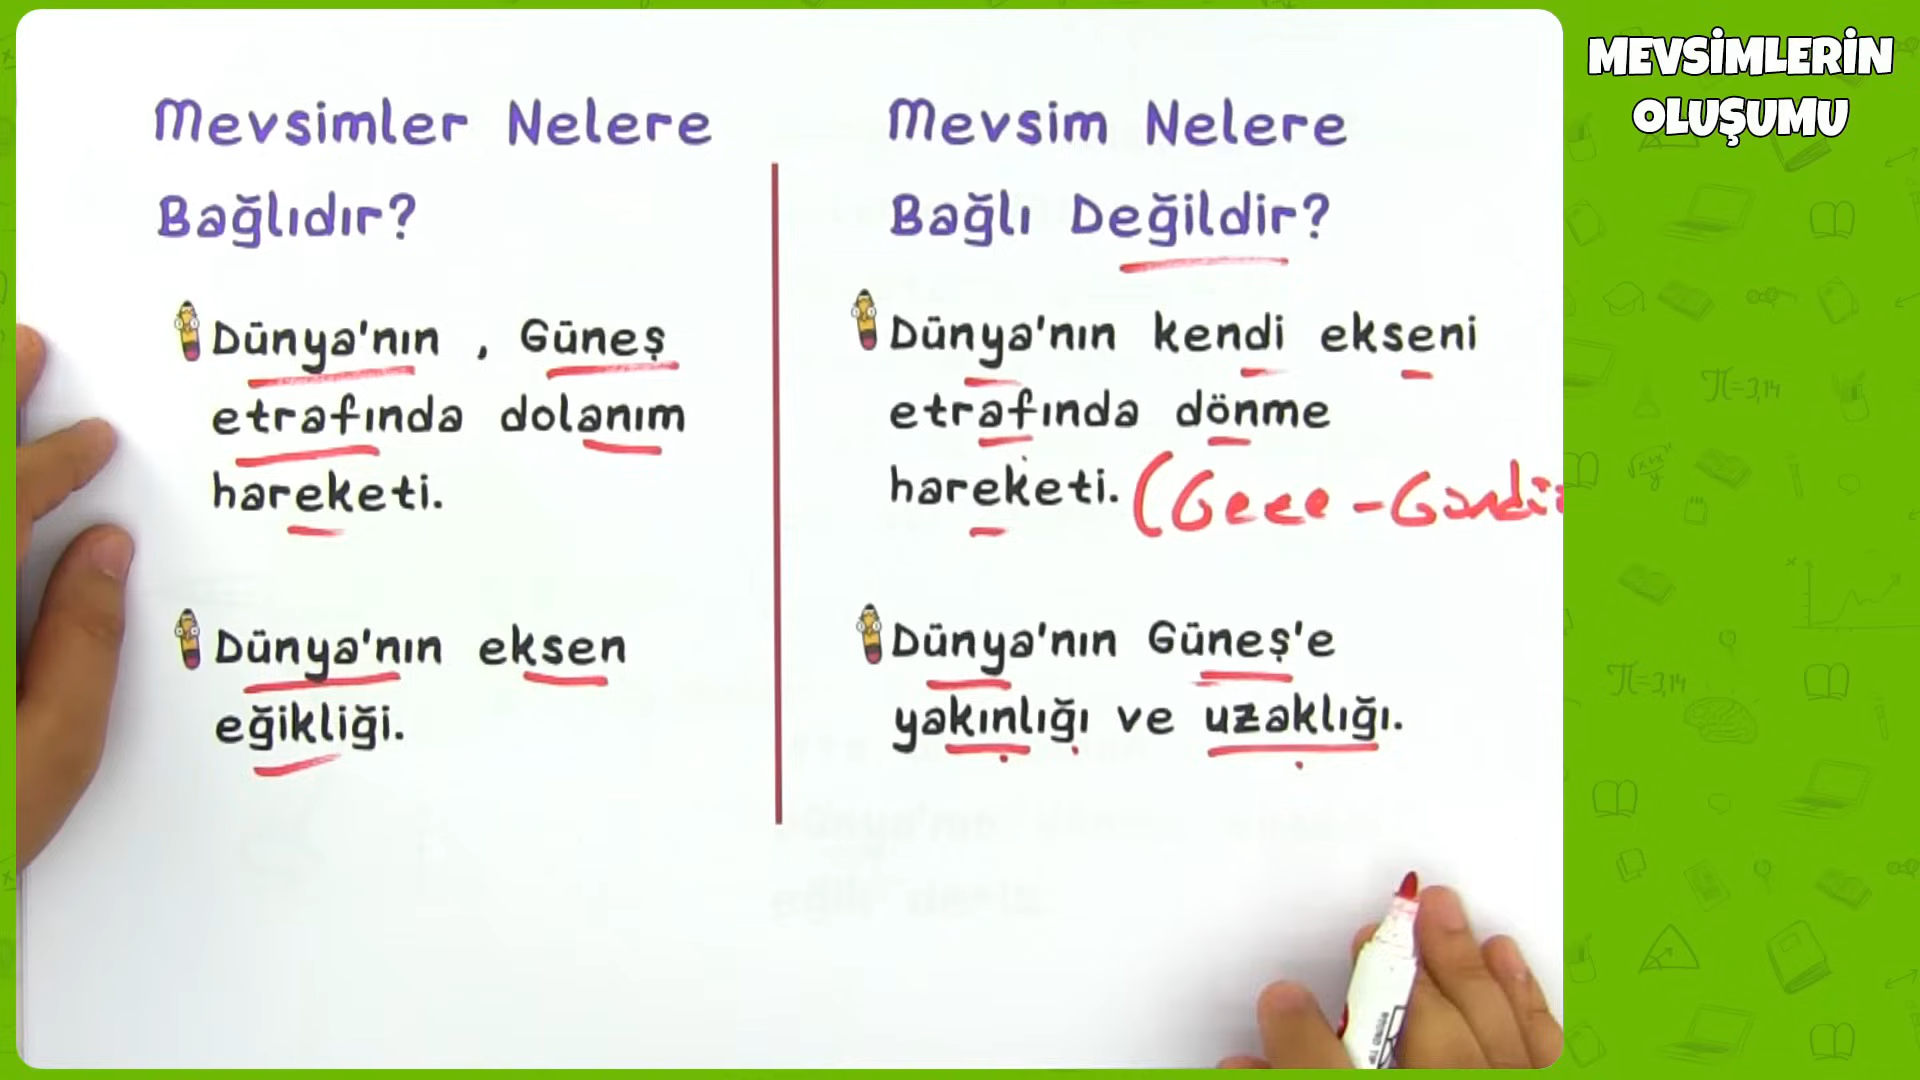 MEVSİMLERİN
OLUŞUMU
Mevsimler Nelere
Bağlıdır?
Dünya'nın , Güneş
etrafında dolanım
hareketi.
Dünya'nın eksen
eğikliği.
Mevsim Nelere
Bağlı Değildir?
Dünya'nın kendi ekseni
etrafında dönme
hareketi. (Gece -
Dünya'nın Güneş'e
yakınlığı ve uzaklığı.